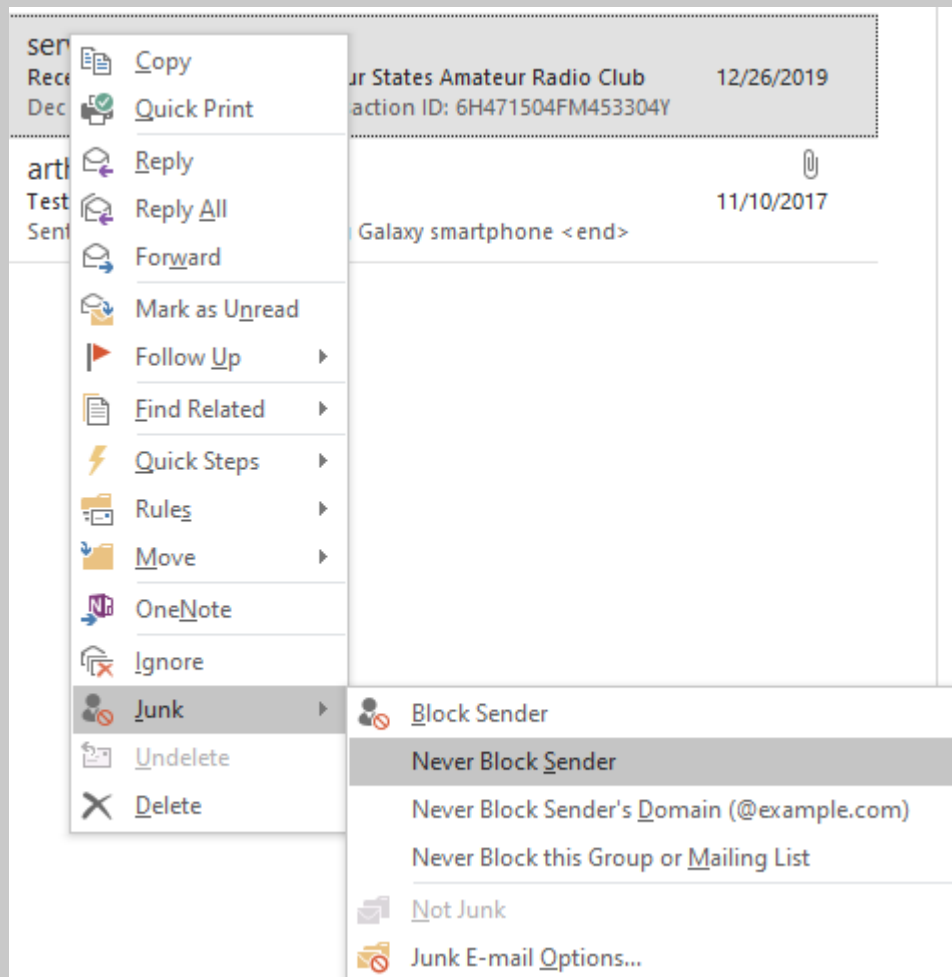 ser
Rece ur States Amateur Radio Club 12/26/2019
Dec action ID: 6H471504FM453304Y
art
Test 11/10/2017
Sent Galaxy smartphone <end>
Copy
Quick Print
Reply
Reply All
Forward
Mark as Unread
Follow Up
Find Related
Quick Steps
Rules
Move
OneNote
Ignore
Junk
Undelete
Delete
Block Sender
Never Block Sender
Never Block Sender's Domain (@example.com)
Never Block this Group or Mailing List
Not Junk
Junk E-mail Options...